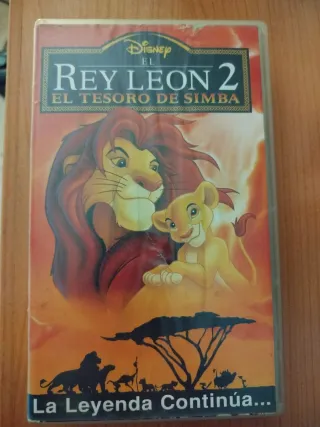 Disney
EL
REY LEON 2
EL TESORO DE SIMBA
La Leyenda Continúa...